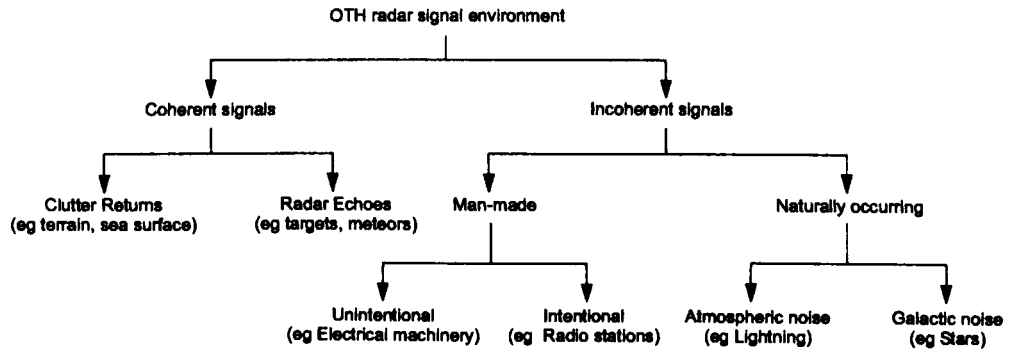 OTH radar signal environment
Coherent signals
Incoherent signals
Clutter Returns
(eg terrain, sea surface)
Radar Echoes
(eg targets, meteors)
Man-made
Naturally occurring
Unintentional
(eg Electrical machinery)
Intentional
(eg Radio stations)
Atmospheric noise
(eg Lightning)
Galactic noise
(eg Stars)